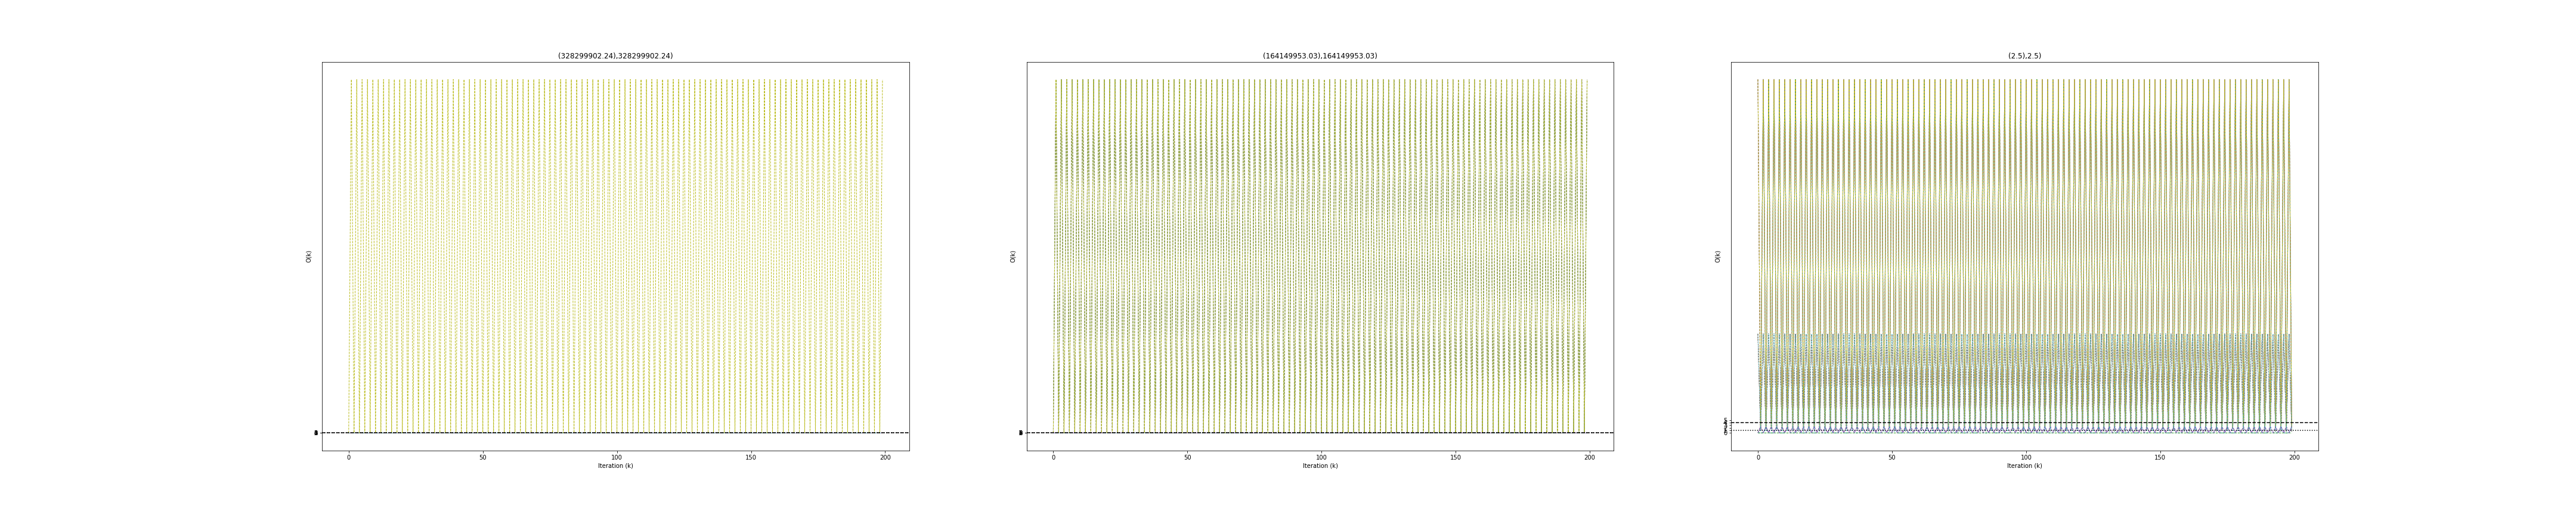 (328299902.24),328299902.24)
O(k)
0 50 100 150 200
Iteration (k)
(164149953.03),164149953.03)
O(k)
0 50 100 150 200
Iteration (k)
(2.5),2.5)
O(k)
0 50 100 150 200
Iteration (k)